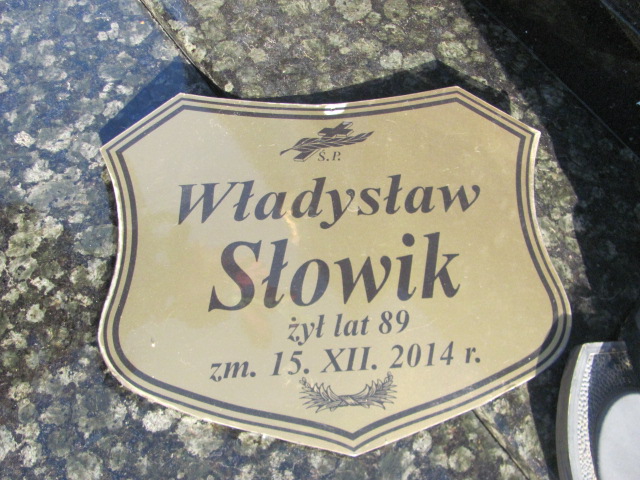 Ś.P.
Władysław
Słowik
żył lat 89
zm. 15. XII. 2014 r.